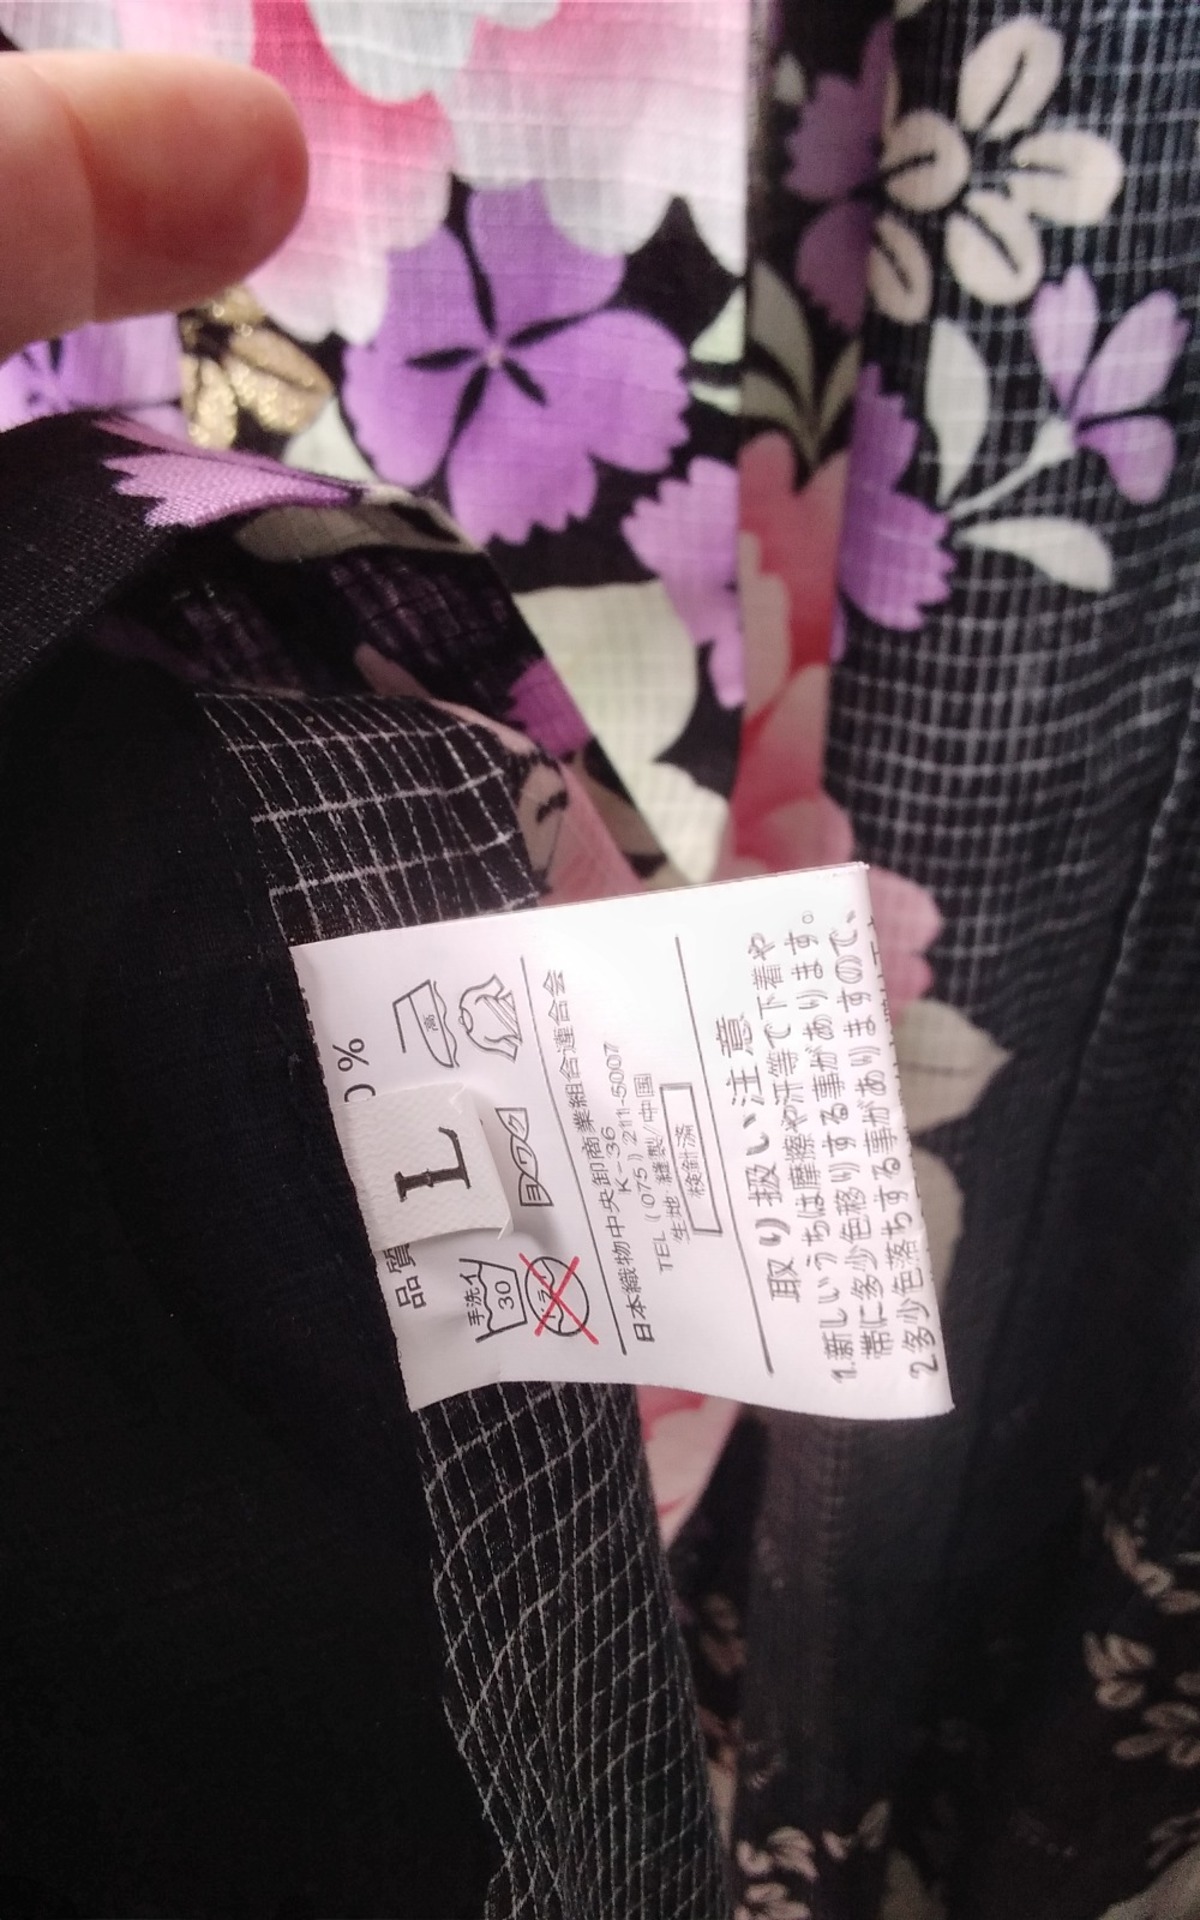 品質
0%
L
手洗イ
30
高
ドライ
ヨワク
日本織物中央卸商業組合連合会
K-36
TEL (075) 211-5007
生地・縫製/中国
検針済
取り扱い注意
1.新しいうちは摩擦や汗等で下着や
帯に多少色移りする事があります。
2.多少色落ちする事がありますので、